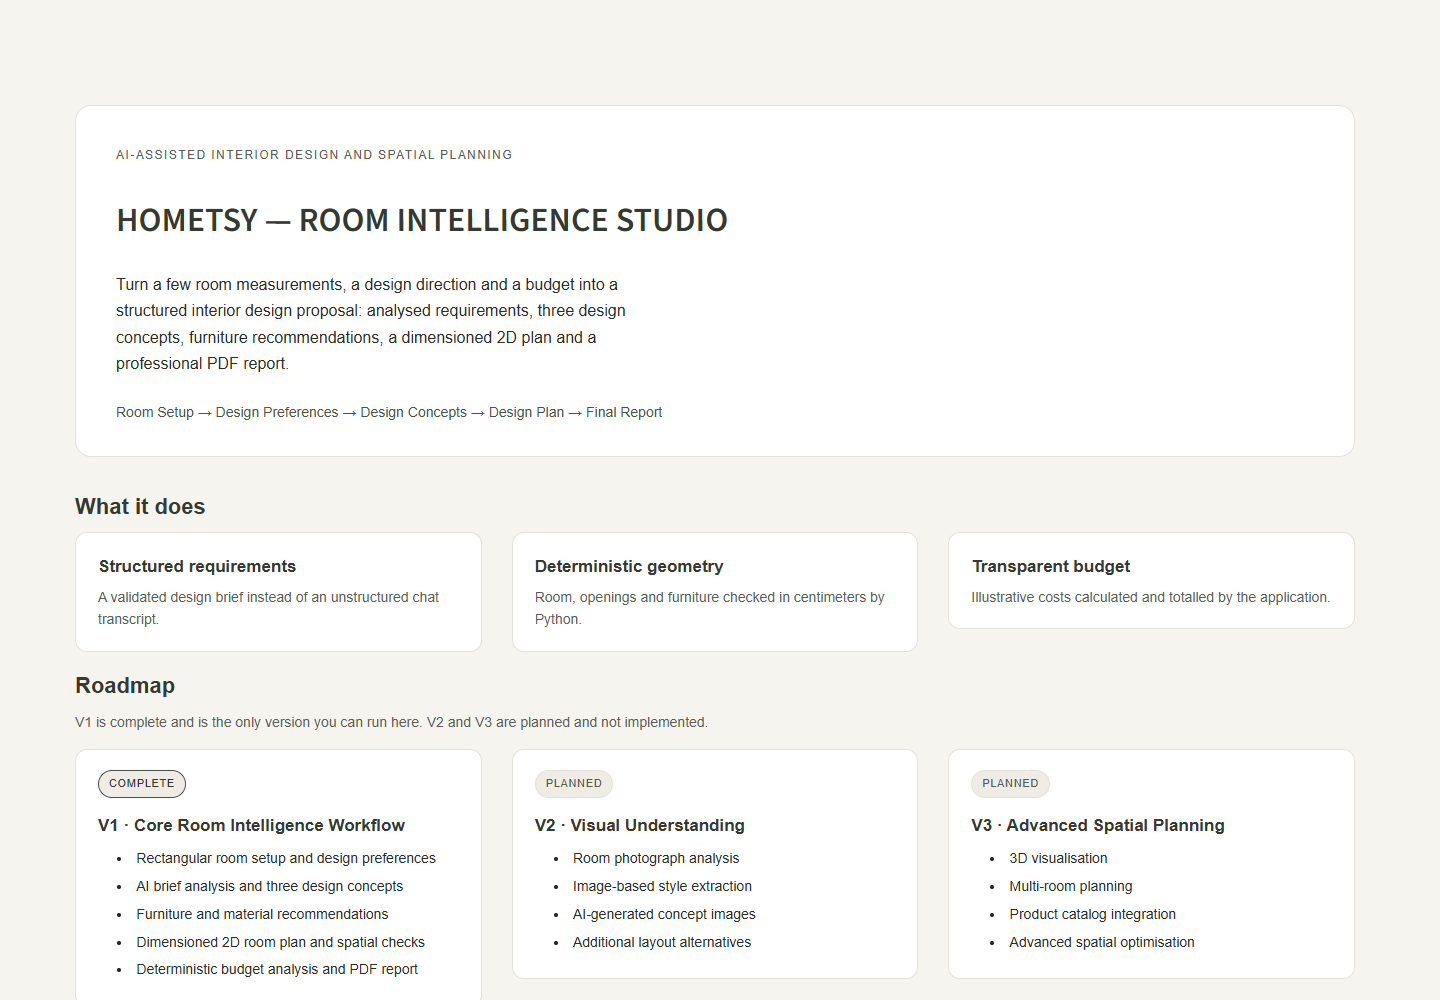 AI-ASSISTED INTERIOR DESIGN AND SPATIAL PLANNING
HOMETSY — ROOM INTELLIGENCE STUDIO
Turn a few room measurements, a design direction and a budget into a
structured interior design proposal: analysed requirements, three design
concepts, furniture recommendations, a dimensioned 2D plan and a
professional PDF report.
Room Setup → Design Preferences → Design Concepts → Design Plan → Final Report
What it does
Structured requirements
A validated design brief instead of an unstructured chat
transcript.
Deterministic geometry
Room, openings and furniture checked in centimeters by
Python.
Transparent budget
Illustrative costs calculated and totalled by the application.
Roadmap
V1 is complete and is the only version you can run here. V2 and V3 are planned and not implemented.
COMPLETE
V1 · Core Room Intelligence Workflow
• Rectangular room setup and design preferences
• AI brief analysis and three design concepts
• Furniture and material recommendations
• Dimensioned 2D room plan and spatial checks
• Deterministic budget analysis and PDF report
PLANNED
V2 · Visual Understanding
• Room photograph analysis
• Image-based style extraction
• AI-generated concept images
• Additional layout alternatives
PLANNED
V3 · Advanced Spatial Planning
• 3D visualisation
• Multi-room planning
• Product catalog integration
• Advanced spatial optimisation